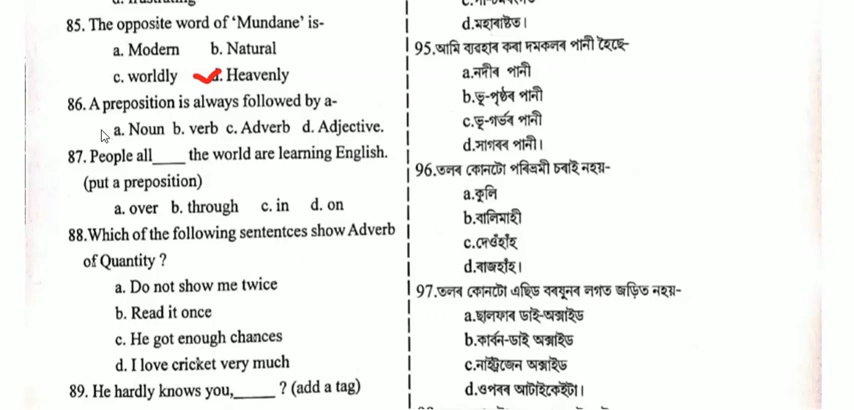 85. The opposite word of 'Mundane' is-
a. Modern b. Natural
c. worldly d. Heavenly
86. A preposition is always followed by a-
a. Noun b. verb c. Adverb d. Adjective.
87. People all____ the world are learning English.
(put a preposition)
a. over b. through c. in d. on
88.Which of the following sententces show Adverb
of Quantity ?
a. Do not show me twice
b. Read it once
c. He got enough chances
d. I love cricket very much
89. He hardly knows you,_____ ? (add a tag)
d.মহাৰাষ্ট্ৰত।
95.আমি ব্যৱহাৰ কৰা দমকলৰ পানী হৈছে-
a.নদীৰ পানী
b.ভূ-পৃষ্ঠৰ পানী
c.ভূ-গৰ্ভৰ পানী
d.সাগৰৰ পানী।
96.তলৰ কোনটো পৰিভ্ৰমী চৰাই নহয়-
a.কুলি
b.বালিমাহী
c.দেওঁহাঁহ
d.ৰাজহাঁহ।
97.তলৰ কোনটো এছিড বৰষুনৰ লগত জড়িত নহয়-
a.ছালফাৰ ডাই-অক্সাইড
b.কাৰ্বন-ডাই অক্সাইড
c.নাইট্ৰজেন অক্সাইড
d.ওপৰৰ আটাইকেইটা।